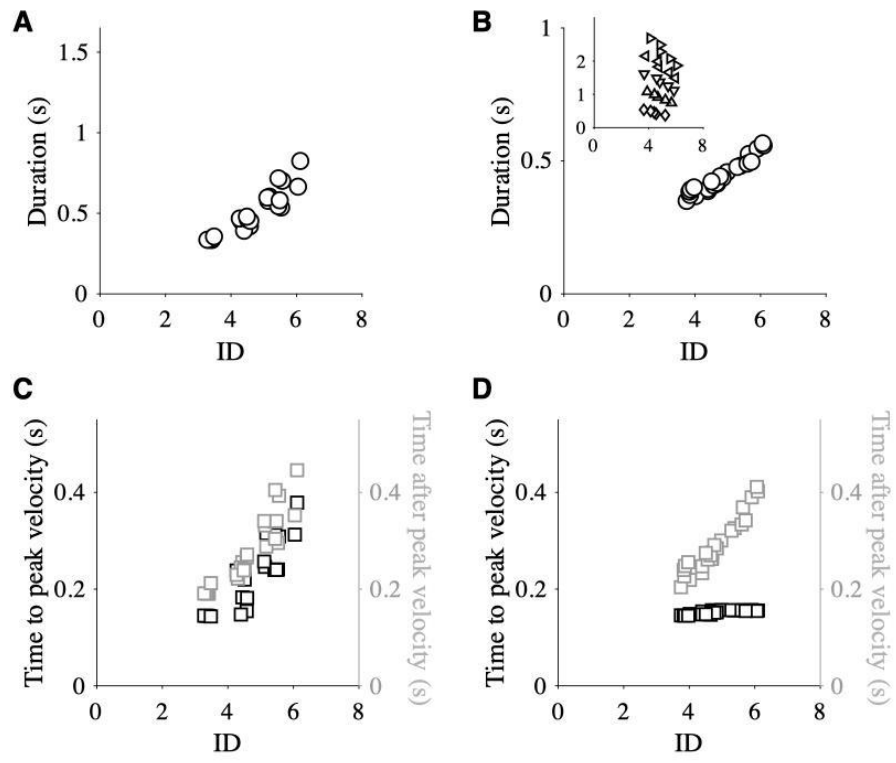 A
1.5
1
0.5
0
Duration (s)
0 2 4 6 8
ID
B
1
0.5
0
Duration (s)
2
1
0
0 4 8
0 2 4 6 8
ID
C
0.4
0.2
0
Time to peak velocity (s)
0.4
0.2
0
Time after peak velocity (s)
0 2 4 6 8
ID
D
0.4
0.2
0
Time to peak velocity (s)
0.4
0.2
0
Time after peak velocity (s)
0 2 4 6 8
ID